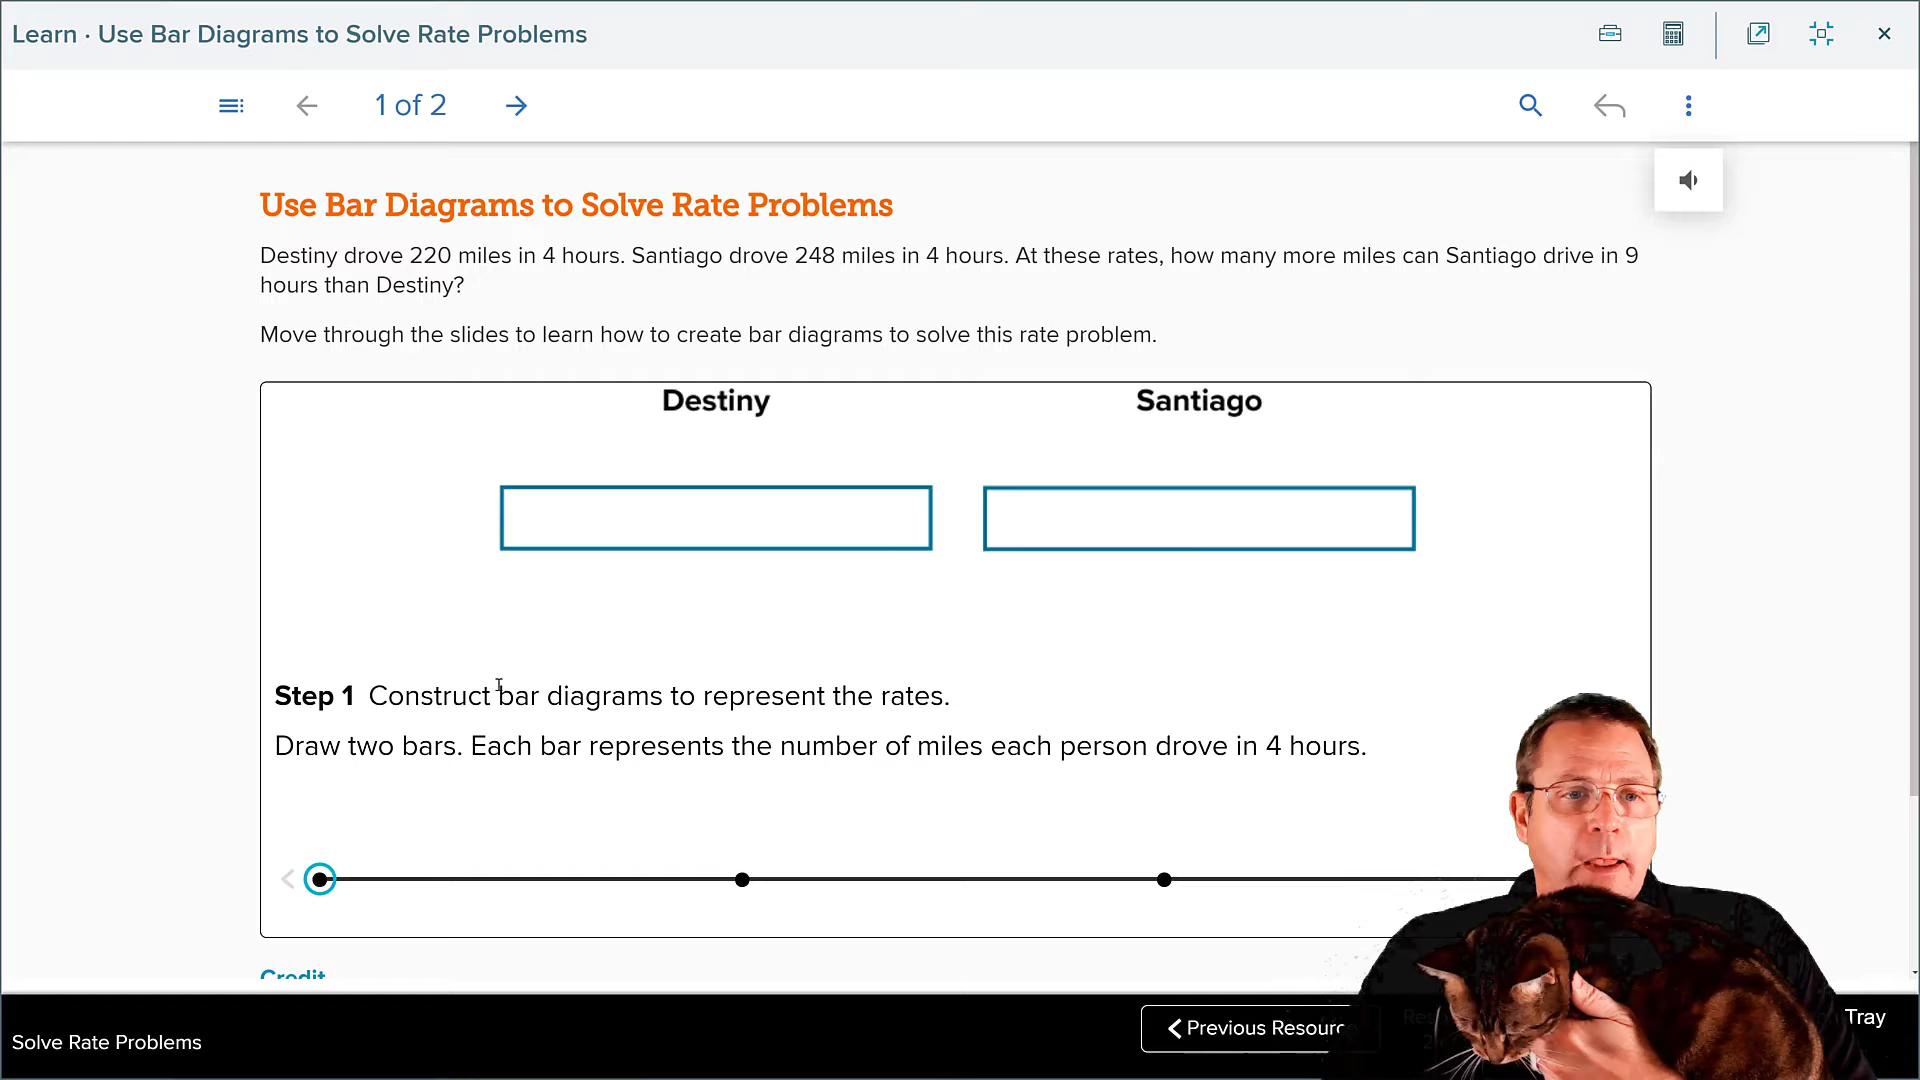 Learn · Use Bar Diagrams to Solve Rate Problems
1 of 2
Use Bar Diagrams to Solve Rate Problems
Destiny drove 220 miles in 4 hours. Santiago drove 248 miles in 4 hours. At these rates, how many more miles can Santiago drive in 9
hours than Destiny?
Move through the slides to learn how to create bar diagrams to solve this rate problem.
Destiny
Santiago
Step 1 Construct bar diagrams to represent the rates.
Draw two bars. Each bar represents the number of miles each person drove in 4 hours.
Credit
Previous Resourc
Tray
Solve Rate Problems